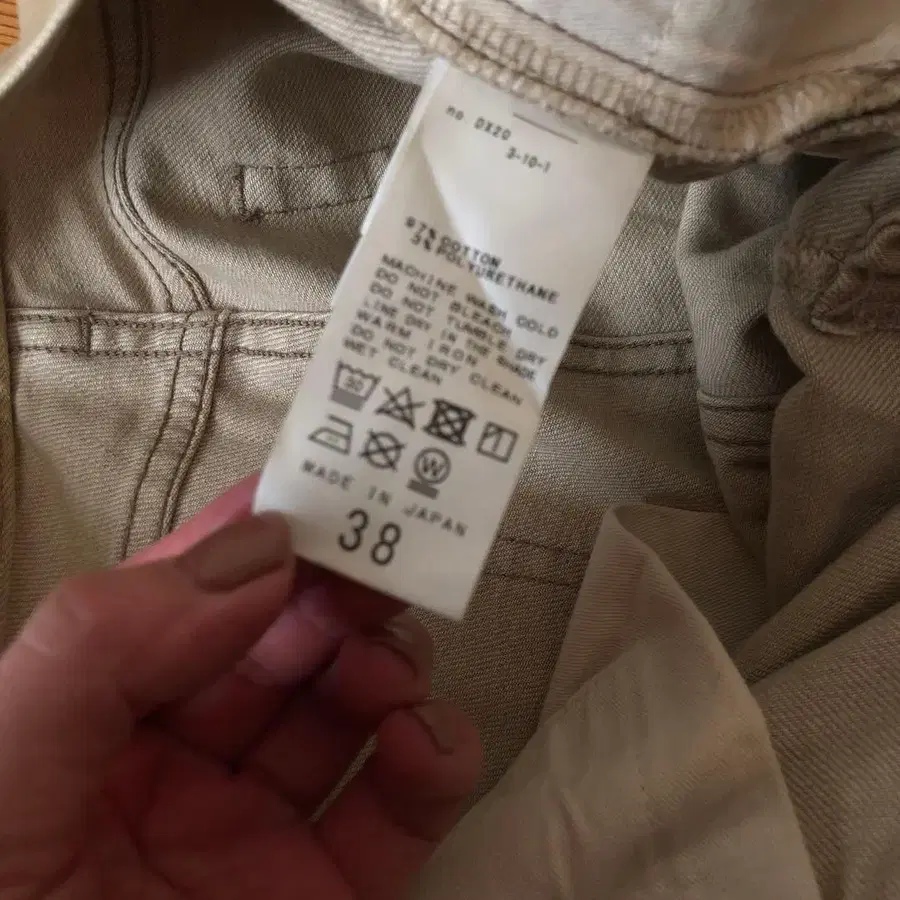 no. DX20
3-10-1
97% COTTON
3% POLYURETHANE
MACHINE WASH COLD
DO NOT BLEACH
DO NOT TUMBLE DRY
LINE DRY IN THE SHADE
WARM IRON
DO NOT DRY CLEAN
WET CLEAN
30
W
MADE IN JAPAN
38